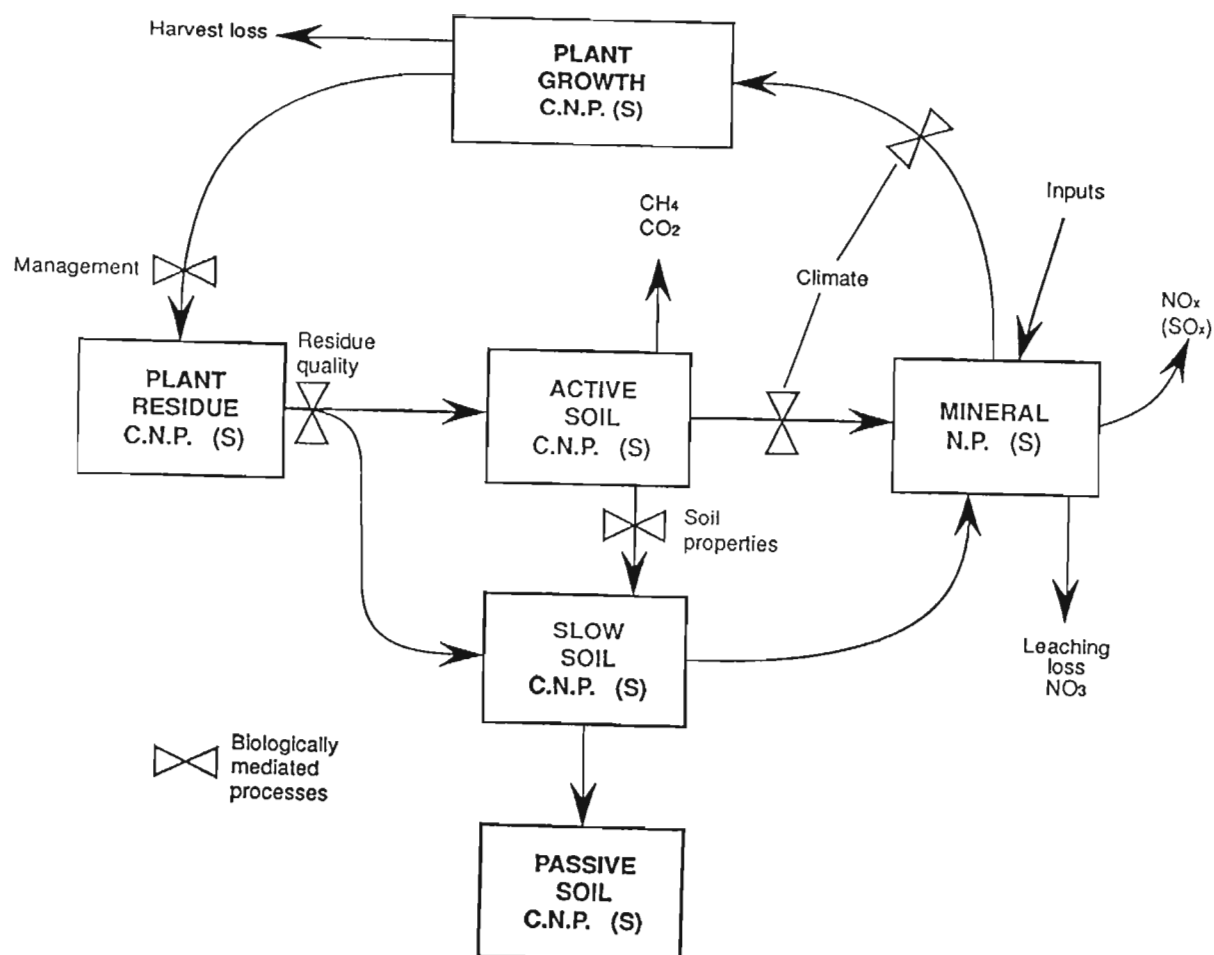 Harvest loss
PLANT
GROWTH
C.N.P. (S)
Inputs
CH₄
CO₂
Management
Climate
NOₓ
(SOₓ)
Residue
quality
PLANT
RESIDUE
C.N.P. (S)
ACTIVE
SOIL
C.N.P. (S)
MINERAL
N.P. (S)
Soil
properties
SLOW
SOIL
C.N.P. (S)
Leaching
loss
NO₃
Biologically
mediated
processes
PASSIVE
SOIL
C.N.P. (S)